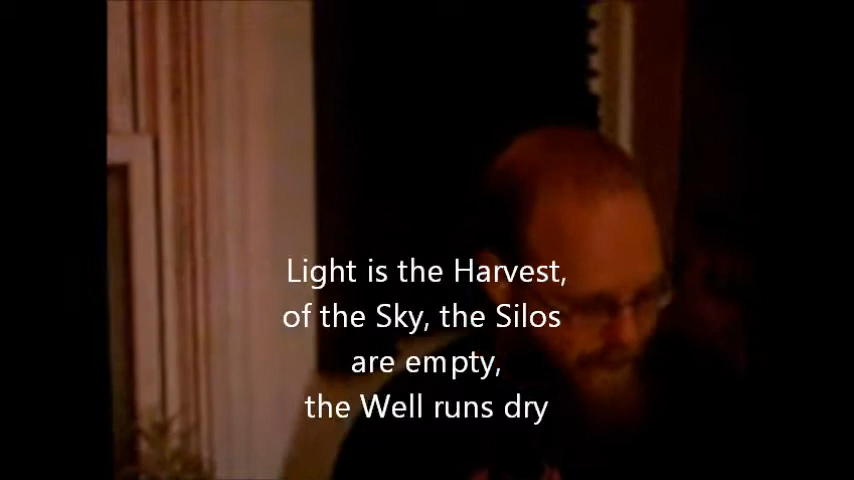 Light is the Harvest,
of the Sky, the Silos
are empty,
the Well runs dry